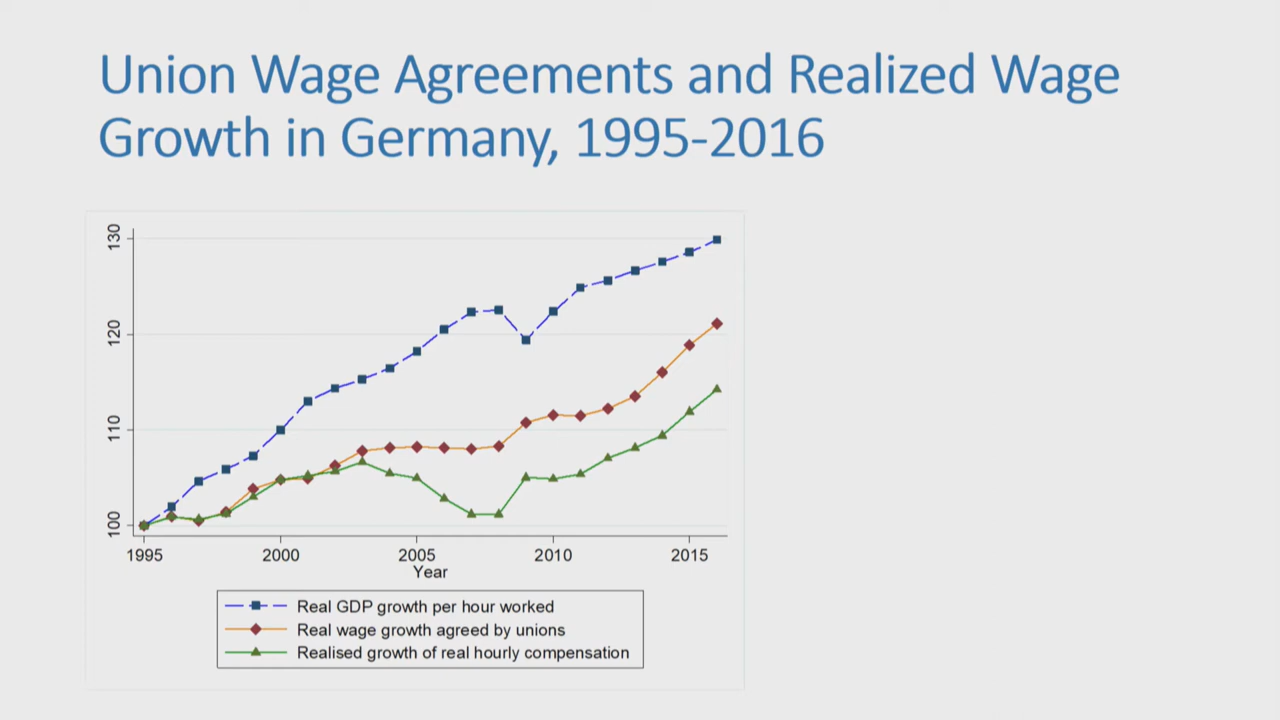 Union Wage Agreements and Realized Wage
Growth in Germany, 1995-2016
130
120
110
100
1995 2000 2005 2010 2015
Year
Real GDP growth per hour worked
Real wage growth agreed by unions
Realised growth of real hourly compensation